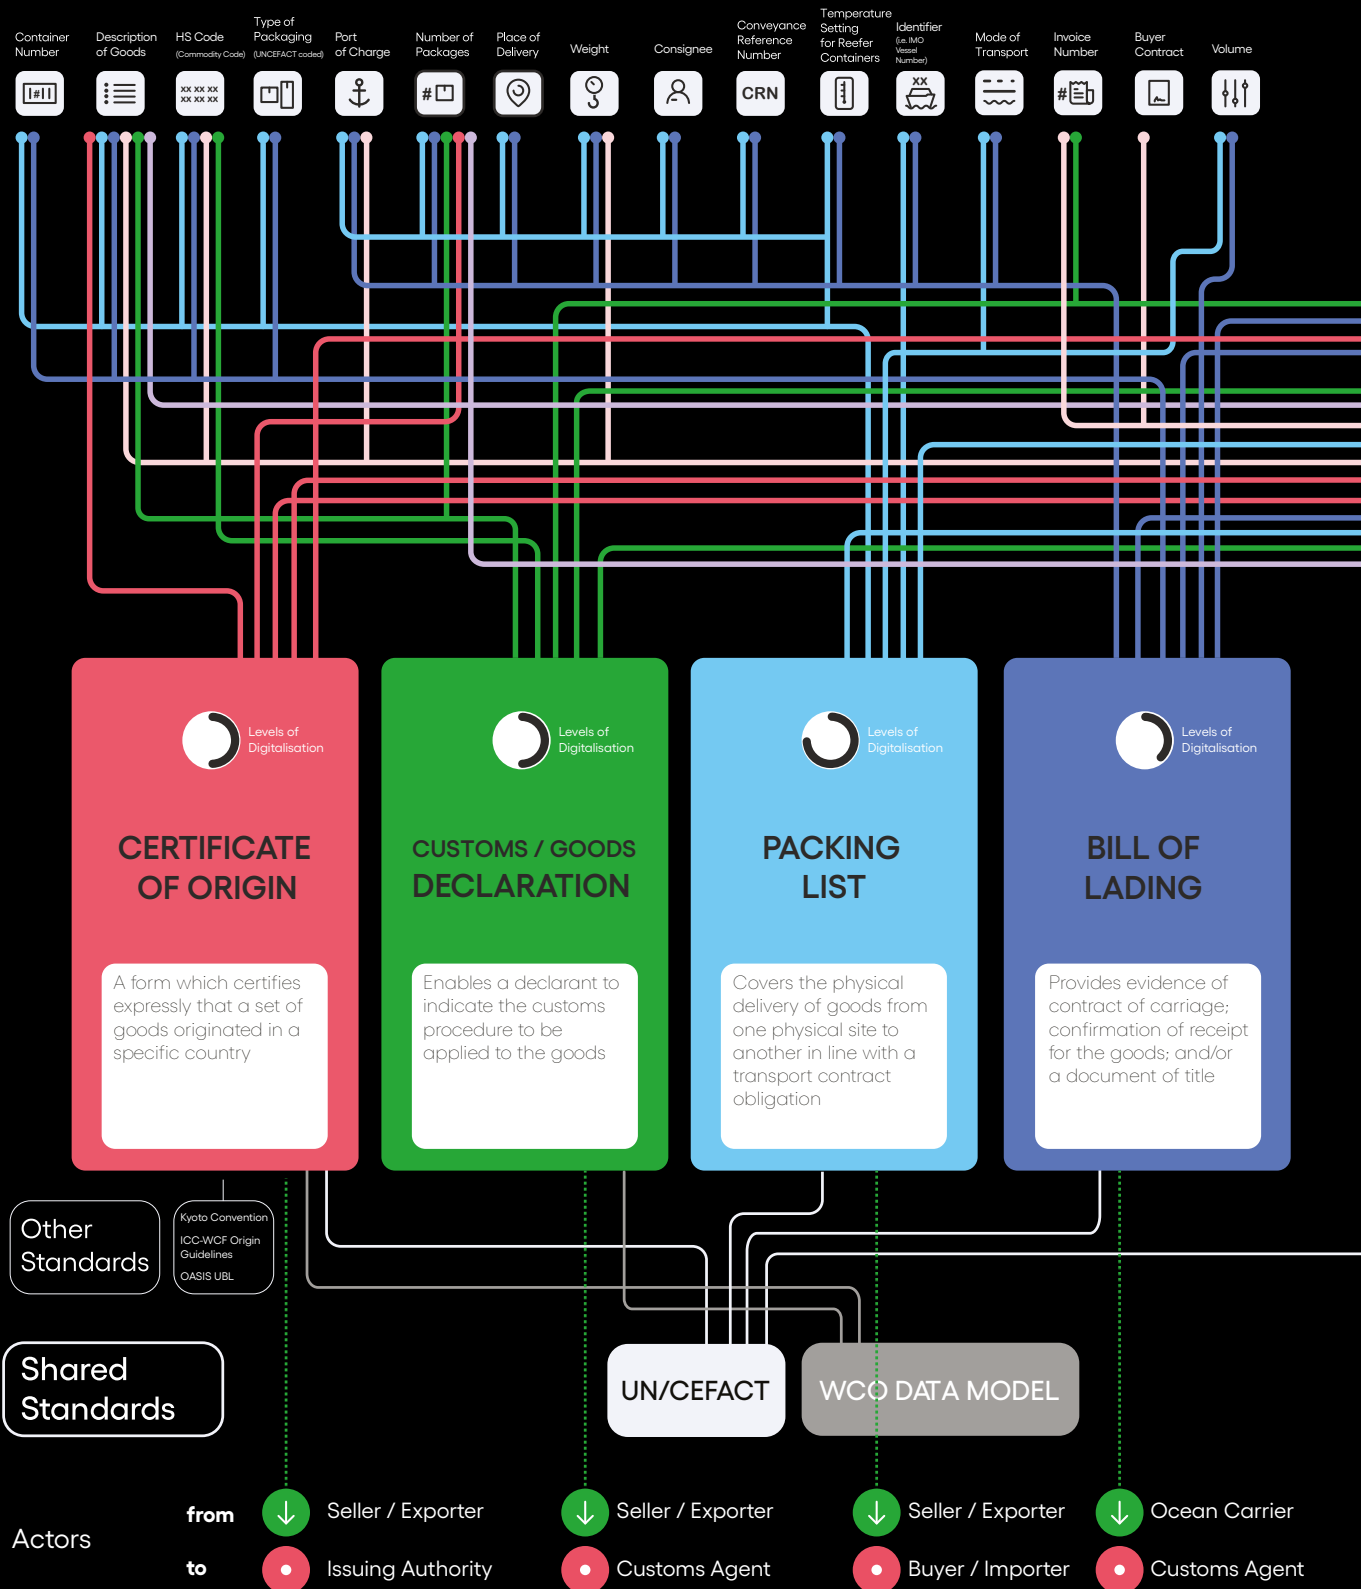 Container
Number
Description
of Goods
HS Code
(Commodity Code)
Type of
Packaging
(UNCEFACT coded)
Port
of Charge
Number of
Packages
Place of
Delivery
Weight
Consignee
Conveyance
Reference
Number
Temperature
Setting
for Reefer
Containers
Identifier
(i.e. IMO
Vessel
Number)
Mode of
Transport
Invoice
Number
Buyer
Contract
Volume
#
xx xx xx
xx xx xx
#
CRN
xx
#
Levels of
Digitalisation
Levels of
Digitalisation
Levels of
Digitalisation
Levels of
Digitalisation
CERTIFICATE
OF ORIGIN
CUSTOMS / GOODS
DECLARATION
PACKING
LIST
BILL OF
LADING
A form which certifies
expressly that a set of
goods originated in a
specific country
Enables a declarant to
indicate the customs
procedure to be
applied to the goods
Covers the physical
delivery of goods from
one physical site to
another in line with a
transport contract
obligation
Provides evidence of
contract of carriage;
confirmation of receipt
for the goods; and/or
a document of title
Other
Standards
Kyoto Convention
ICC-WCF Origin
Guidelines
OASIS UBL
Shared
Standards
UN/CEFACT
WCO DATA MODEL
Actors
from
Seller / Exporter
Seller / Exporter
Seller / Exporter
Ocean Carrier
to
Issuing Authority
Customs Agent
Buyer / Importer
Customs Agent